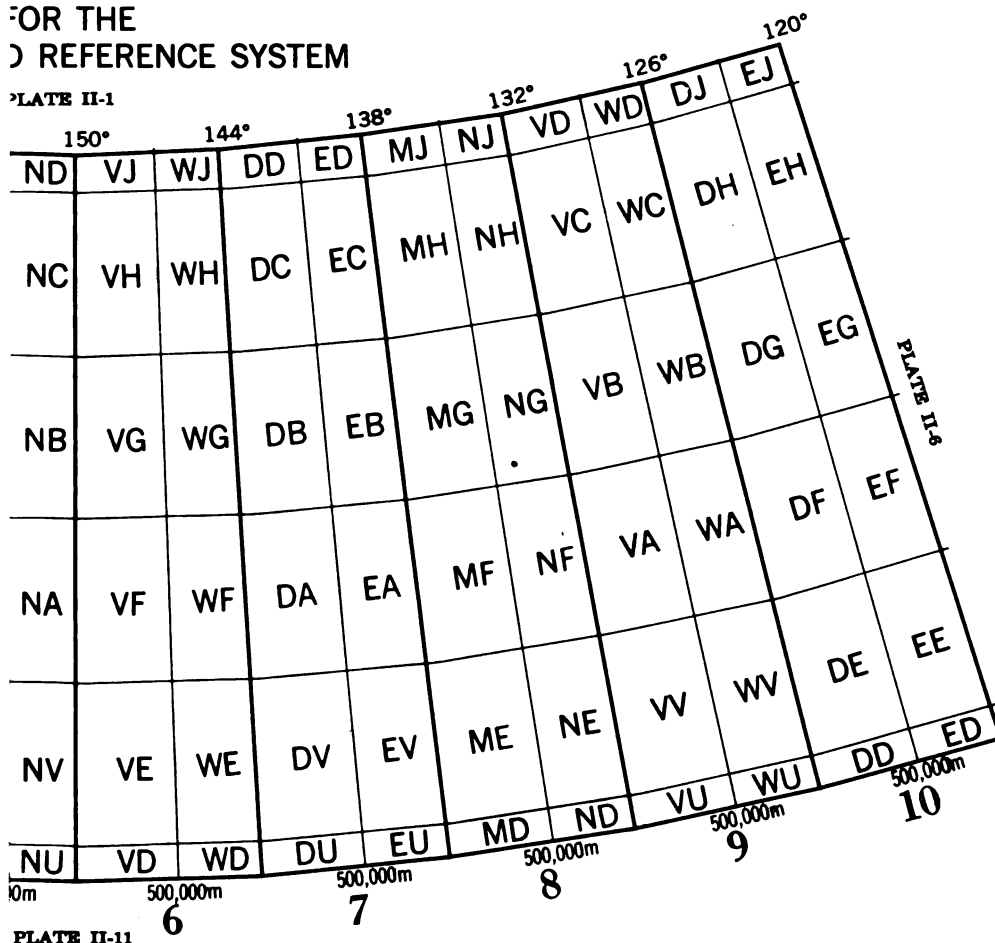 FOR THE
D REFERENCE SYSTEM
PLATE II-1
120°
126°
132°
138°
144°
150°
ND VJ WJ DD ED MJ NJ VD WD DJ EJ
NC VH WH DC EC MH NH VC WC DH EH
NB VG WG DB EB MG NG VB WB DG EG
PLATE II-6
NA VF WF DA EA MF NF VA WA DF EF
NV VE WE DV EV ME NE VV WV DE EE
NU VD WD DU EU MD ND VU WU DD ED
0m 500,000m 500,000m 500,000m 500,000m 500,000m
6 7 8 9 10
PLATE II-11